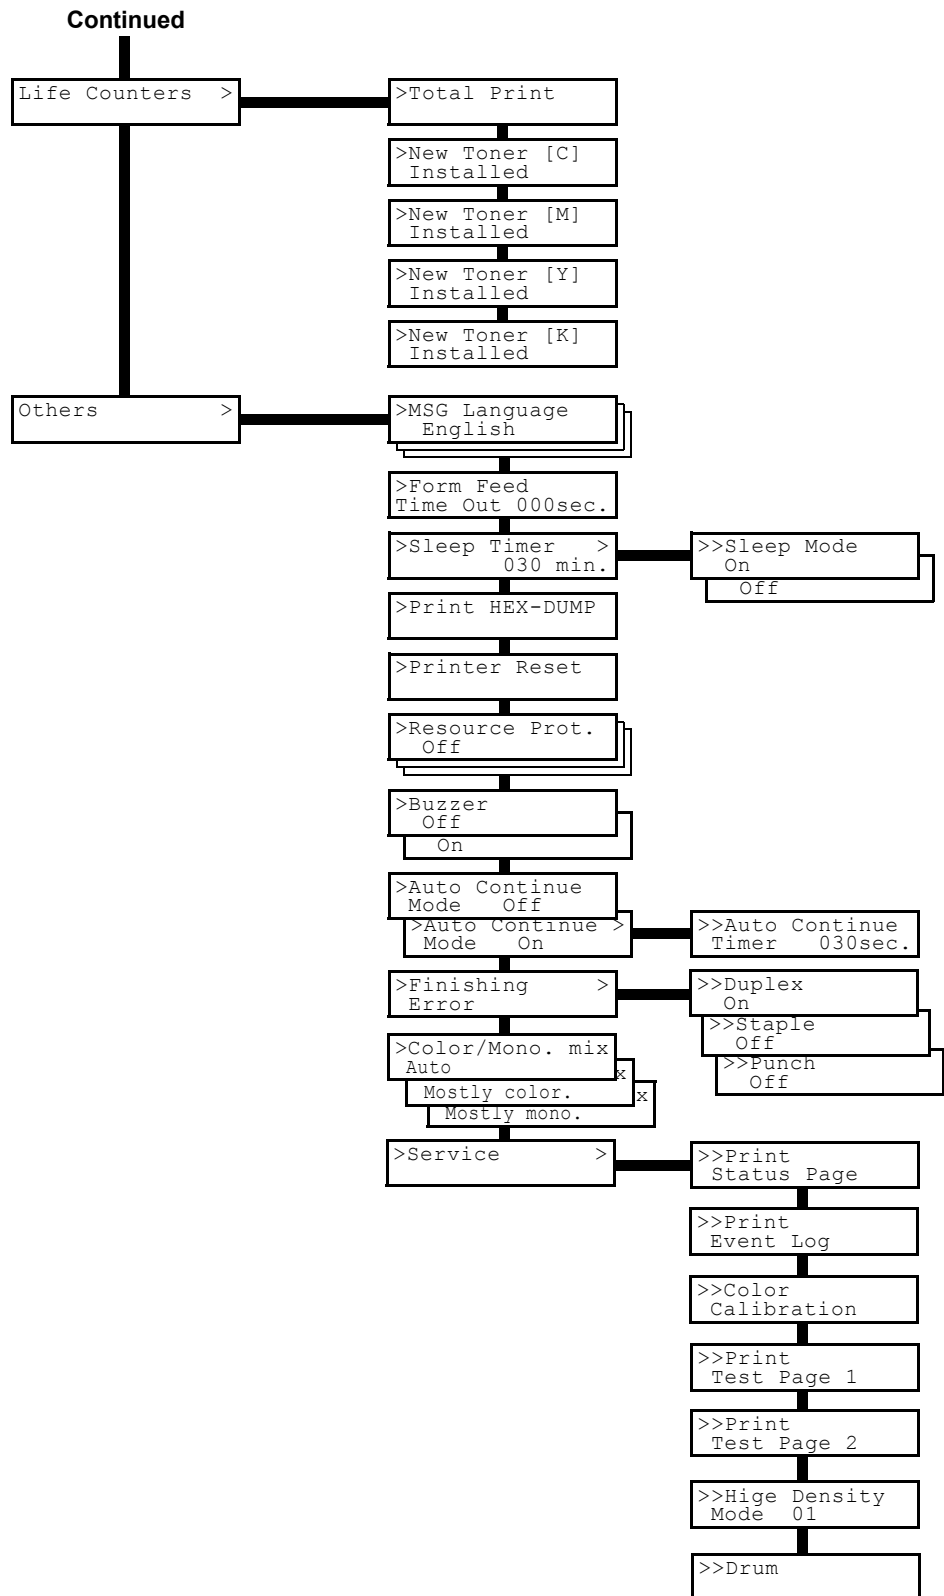 Continued
Life Counters >
>Total Print
>New Toner [C]
Installed
>New Toner [M]
Installed
>New Toner [Y]
Installed
>New Toner [K]
Installed
Others >
>MSG Language
English
>Form Feed
Time Out 000sec.
>Sleep Timer >
030 min.
>>Sleep Mode
On
Off
>Print HEX-DUMP
>Printer Reset
>Resource Prot.
Off
>Buzzer
Off
On
>Auto Continue
Mode Off
>Auto Continue >
Mode On
>>Auto Continue
Timer 030sec.
>Finishing >
Error
>>Duplex
On
>>Staple
Off
>>Punch
Off
>Color/Mono. mix
Auto
x
Mostly color.
x
Mostly mono.
>Service >
>>Print
Status Page
>>Print
Event Log
>>Color
Calibration
>>Print
Test Page 1
>>Print
Test Page 2
>>Hige Density
Mode 01
>>Drum